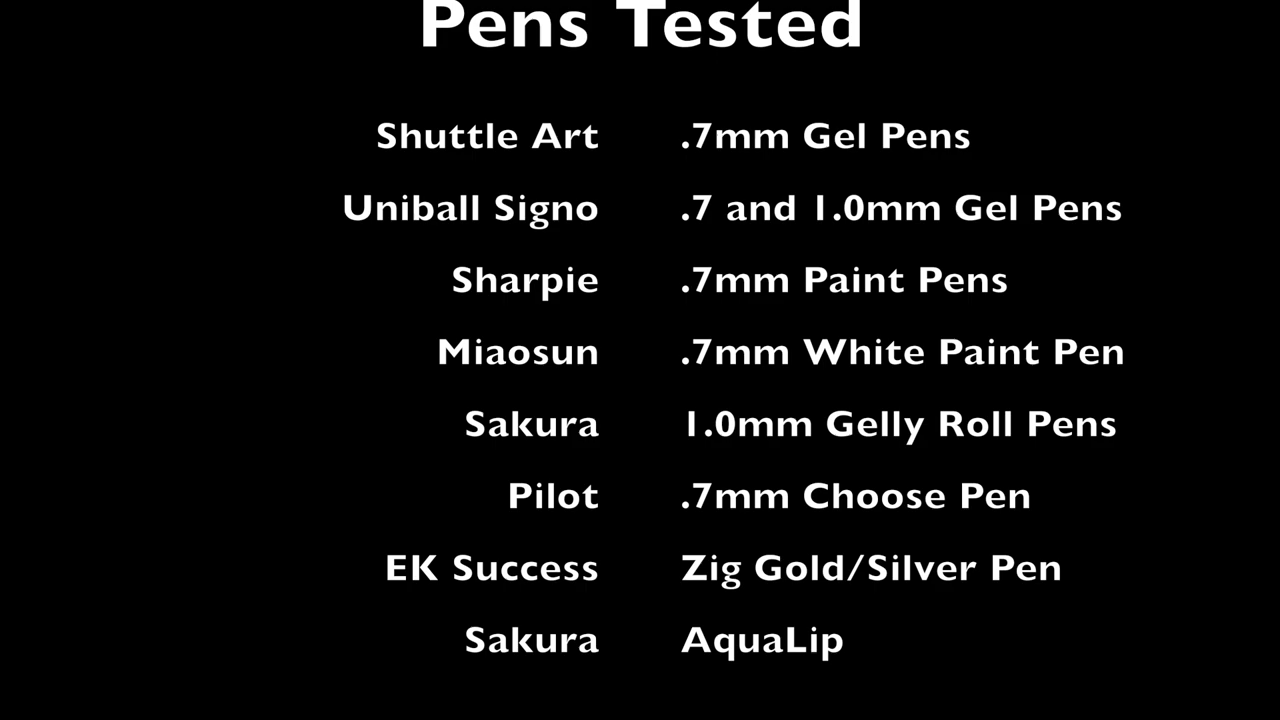 Pens Tested
Shuttle Art .7mm Gel Pens
Uniball Signo .7 and 1.0mm Gel Pens
Sharpie .7mm Paint Pens
Miaosun .7mm White Paint Pen
Sakura 1.0mm Gelly Roll Pens
Pilot .7mm Choose Pen
EK Success Zig Gold/Silver Pen
Sakura AquaLip